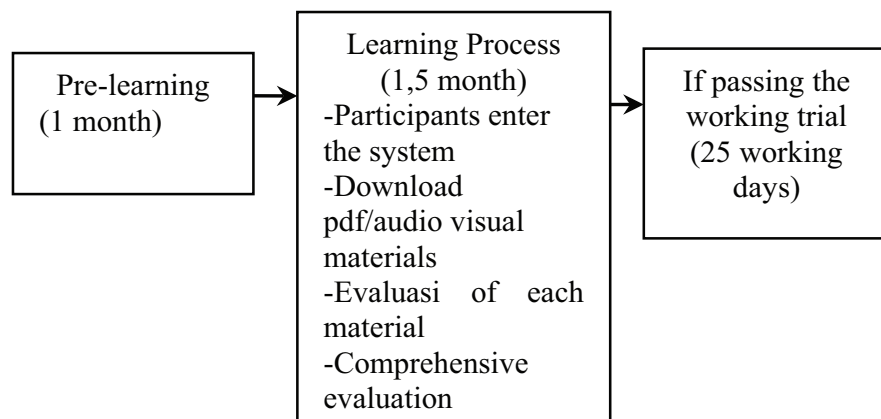 Pre-learning
(1 month)
Learning Process
(1,5 month)
-Participants enter
the system
-Download
pdf/audio visual
materials
-Evaluasi of each
material
-Comprehensive
evaluation
If passing the
working trial
(25 working
days)